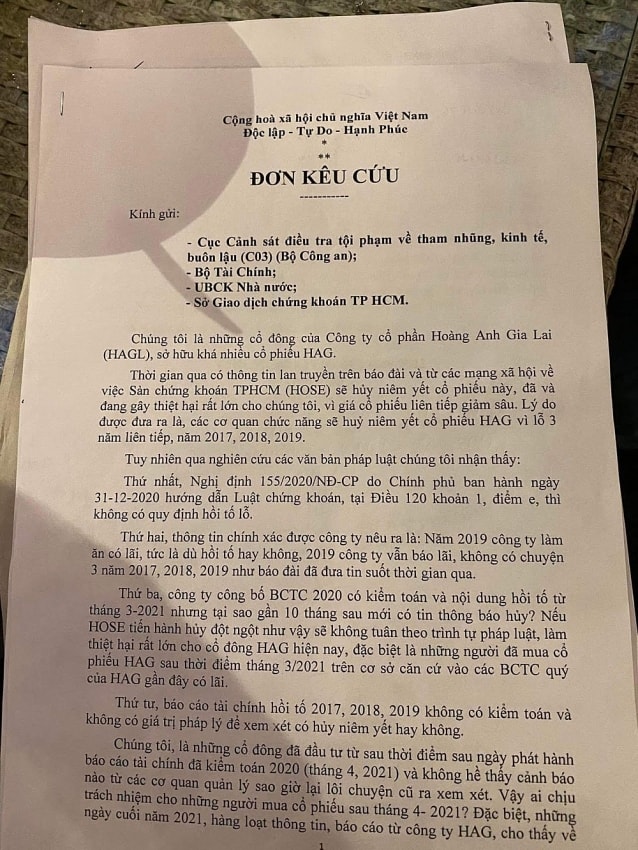 Cộng hoà xã hội chủ nghĩa Việt Nam
Độc lập - Tự Do - Hạnh Phúc
*
**
ĐƠN KÊU CỨU
-----------
Kính gửi:
- Cục Cảnh sát điều tra tội phạm về tham nhũng, kinh tế,
buôn lậu (C03) (Bộ Công an);
- Bộ Tài Chính;
- UBCK Nhà nước;
- Sở Giao dịch chứng khoán TP HCM.
Chúng tôi là những cổ đông của Công ty cổ phần Hoàng Anh Gia Lai
(HAGL), sở hữu khá nhiều cổ phiếu HAG.
Thời gian qua có thông tin lan truyền trên báo đài và từ các mạng xã hội về
việc Sàn chứng khoán TPHCM (HOSE) sẽ hủy niêm yết cổ phiếu này, đã và
đang gây thiệt hại rất lớn cho chúng tôi, vì giá cổ phiếu liên tiếp giảm sâu. Lý do
được đưa ra là, các cơ quan chức năng sẽ huỷ niêm yết cổ phiếu HAG vì lỗ 3
năm liên tiếp, năm 2017, 2018, 2019.
Tuy nhiên qua nghiên cứu các văn bản pháp luật chúng tôi nhận thấy:
Thứ nhất, Nghị định 155/2020/NĐ-CP do Chính phủ ban hành ngày
31-12-2020 hướng dẫn Luật chứng khoán, tại Điều 120 khoản 1, điểm e, thì
không có quy định hồi tố lỗ.
Thứ hai, thông tin chính xác được công ty nêu ra là: Năm 2019 công ty làm
ăn có lãi, tức là dù hồi tố hay không, 2019 công ty vẫn báo lãi, không có chuyện
3 năm 2017, 2018, 2019 như báo đài đã đưa tin suốt thời gian qua.
Thứ ba, công ty công bố BCTC 2020 có kiểm toán và nội dung hồi tố từ
tháng 3-2021 nhưng tại sao gần 10 tháng sau mới có tin thông báo hủy? Nếu
HOSE tiến hành hủy đột ngột như vậy sẽ không tuân theo trình tự pháp luật, làm
thiệt hại rất lớn cho cổ đông HAG hiện nay, đặc biệt là những người đã mua cổ
phiếu HAG sau thời điểm tháng 3/2021 trên cơ sở căn cứ vào các BCTC quý
của HAG gần đây có lãi.
Thứ tư, báo cáo tài chính hồi tố 2017, 2018, 2019 không có kiểm toán và
không có giá trị pháp lý để xem xét có hủy niêm yết hay không.
Chúng tôi, là những cổ đông đã đầu tư từ sau thời điểm sau ngày phát hành
báo cáo tài chính đã kiểm toán 2020 (tháng 4, 2021) và không hề thấy cảnh báo
nào từ các cơ quan quản lý sao giờ lại lôi chuyện cũ ra xem xét. Vậy ai chịu
trách nhiệm cho những người mua cổ phiếu sau tháng 4- 2021? Đặc biệt, những
ngày cuối năm 2021, hàng loạt thông tin, báo cáo từ công ty HAG, cho thấy về
1